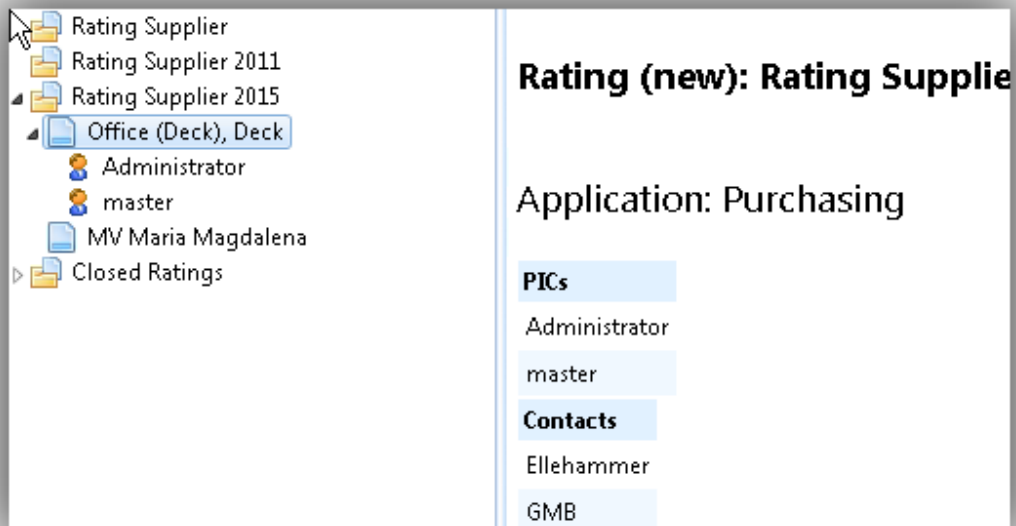 Rating Supplier
Rating Supplier 2011
Rating Supplier 2015
Office (Deck), Deck
Administrator
master
MV Maria Magdalena
Closed Ratings
Rating (new): Rating Supplie
Application: Purchasing
PICs
Administrator
master
Contacts
Ellehammer
GMB